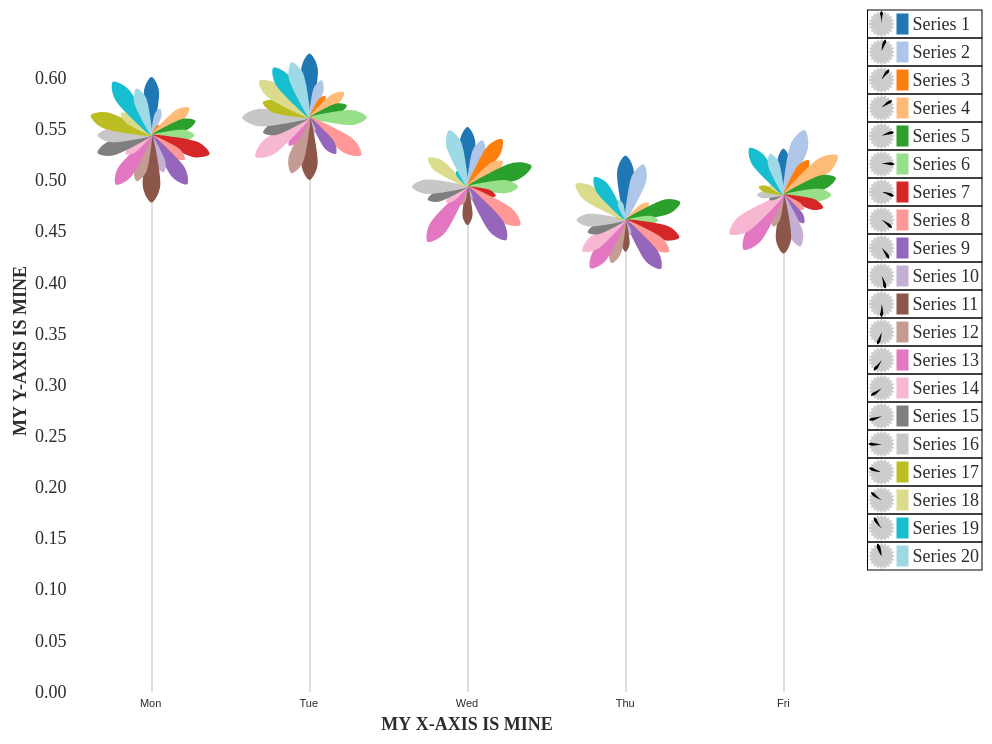 0.60
0.55
0.50
0.45
0.40
0.35
0.30
0.25
0.20
0.15
0.10
0.05
0.00
MY Y-AXIS IS MINE
Mon Tue Wed Thu Fri
MY X-AXIS IS MINE
Series 1
Series 2
Series 3
Series 4
Series 5
Series 6
Series 7
Series 8
Series 9
Series 10
Series 11
Series 12
Series 13
Series 14
Series 15
Series 16
Series 17
Series 18
Series 19
Series 20